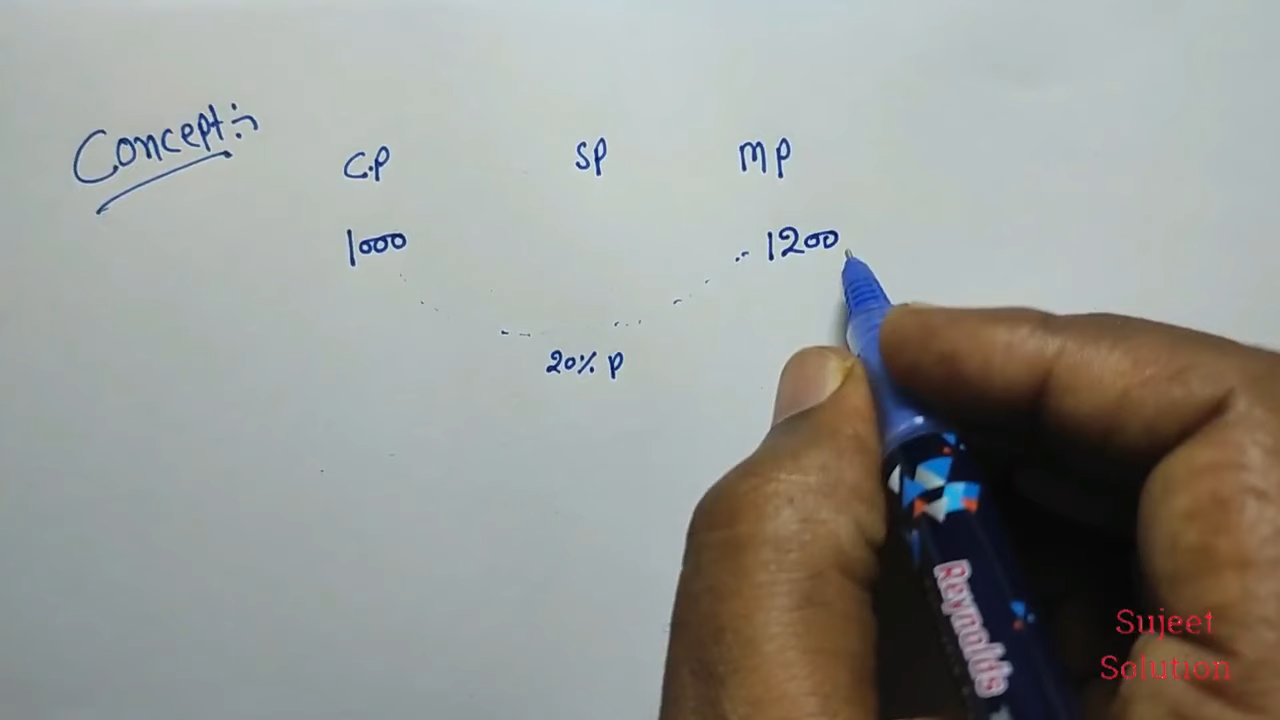 Concept:-
C.P SP MP
1000 1200
20% P
Reynolds
Sujeet
Solution